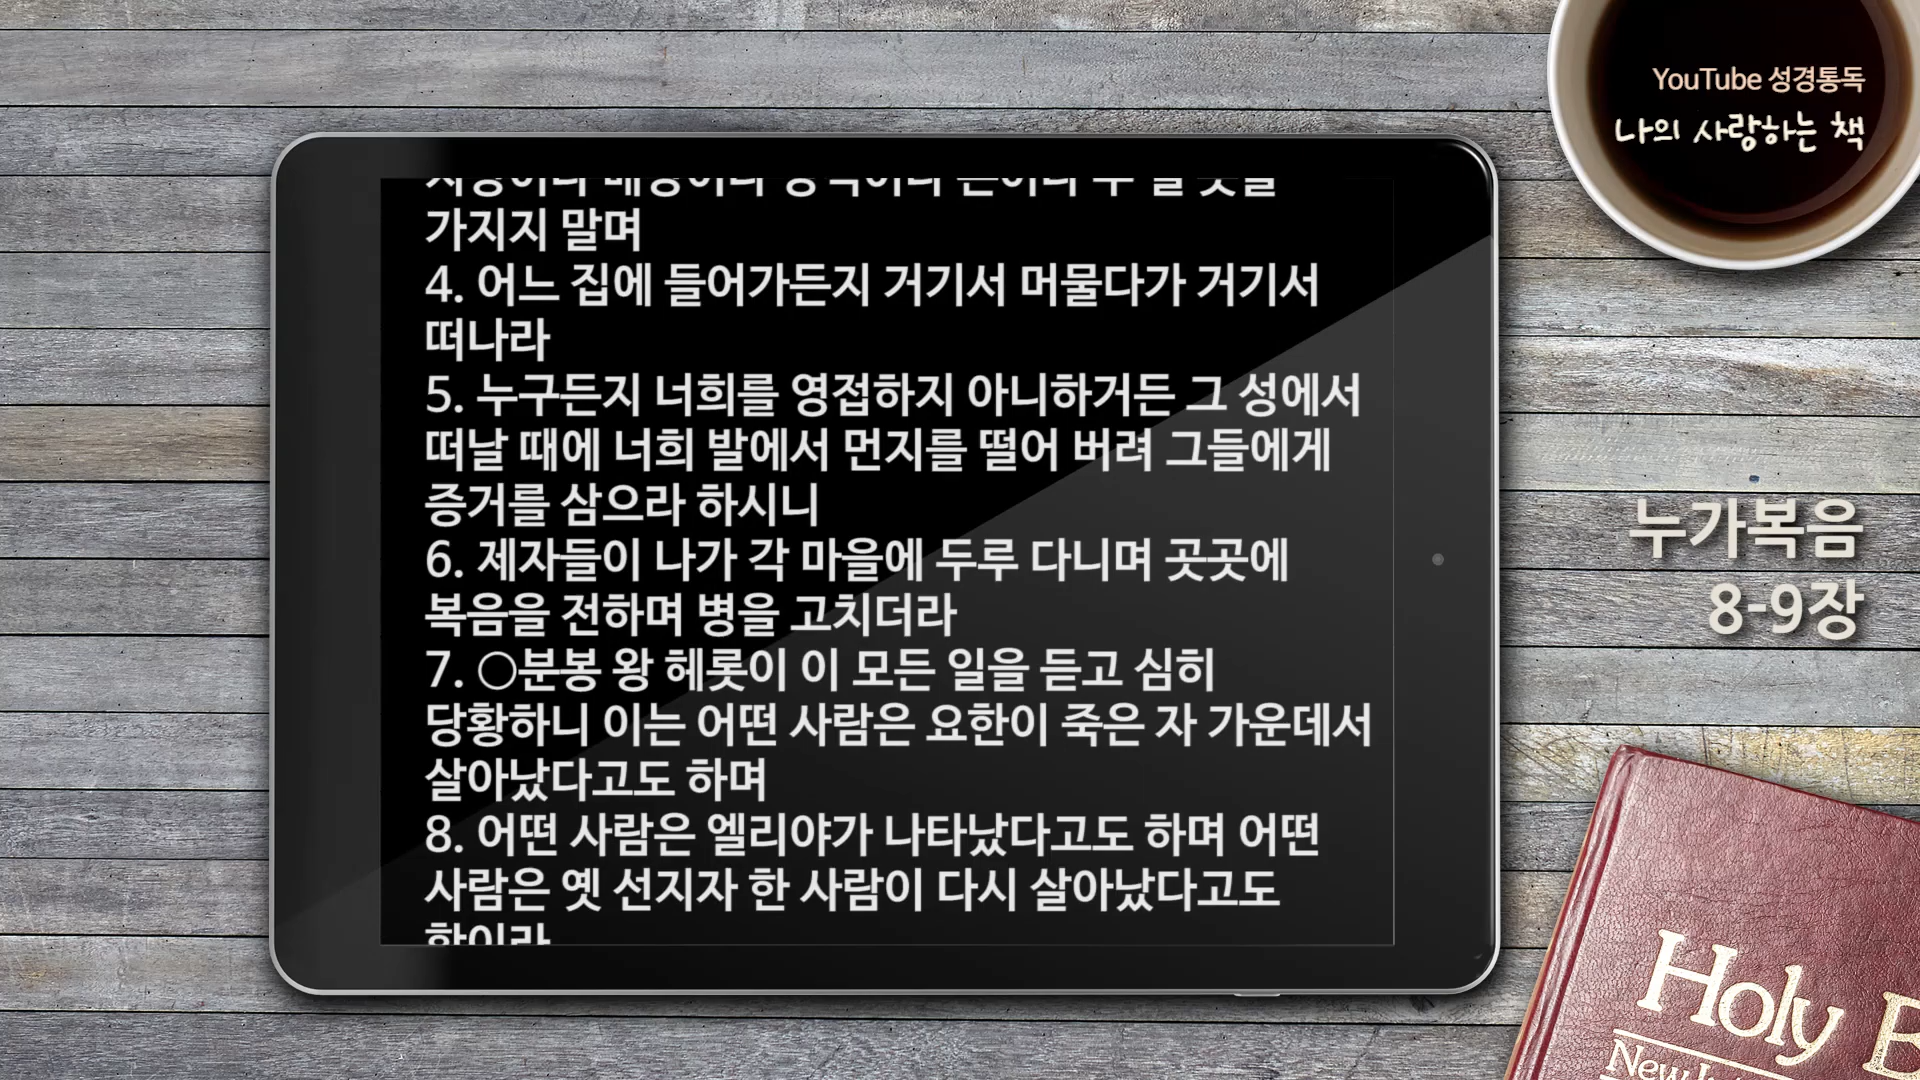 YouTube 성경통독
나의 사랑하는 책
가지지 말며
4. 어느 집에 들어가든지 거기서 머물다가 거기서
떠나라
5. 누구든지 너희를 영접하지 아니하거든 그 성에서
떠날 때에 너희 발에서 먼지를 떨어 버려 그들에게
증거를 삼으라 하시니
6. 제자들이 나가 각 마을에 두루 다니며 곳곳에
복음을 전하며 병을 고치더라
7. ○분봉 왕 헤롯이 이 모든 일을 듣고 심히
당황하니 이는 어떤 사람은 요한이 죽은 자 가운데서
살아났다고도 하며
8. 어떤 사람은 엘리야가 나타났다고도 하며 어떤
사람은 옛 선지자 한 사람이 다시 살아났다고도
함이라
누가복음
8-9장
Holy B
New